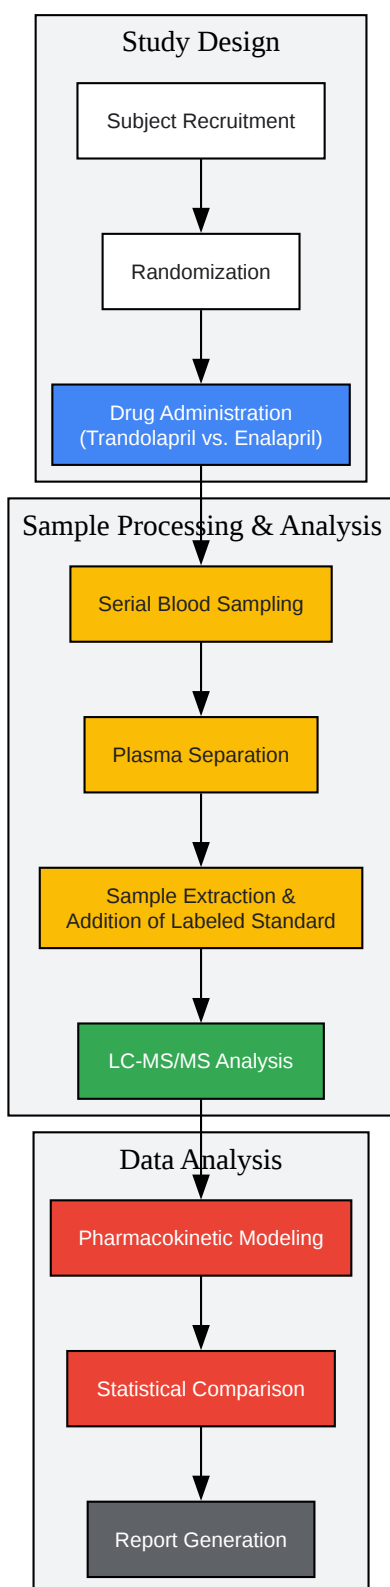 Study Design
Subject Recruitment
Randomization
Drug Administration
(Trandolapril vs. Enalapril)
Sample Processing & Analysis
Serial Blood Sampling
Plasma Separation
Sample Extraction &
Addition of Labeled Standard
LC-MS/MS Analysis
Data Analysis
Pharmacokinetic Modeling
Statistical Comparison
Report Generation